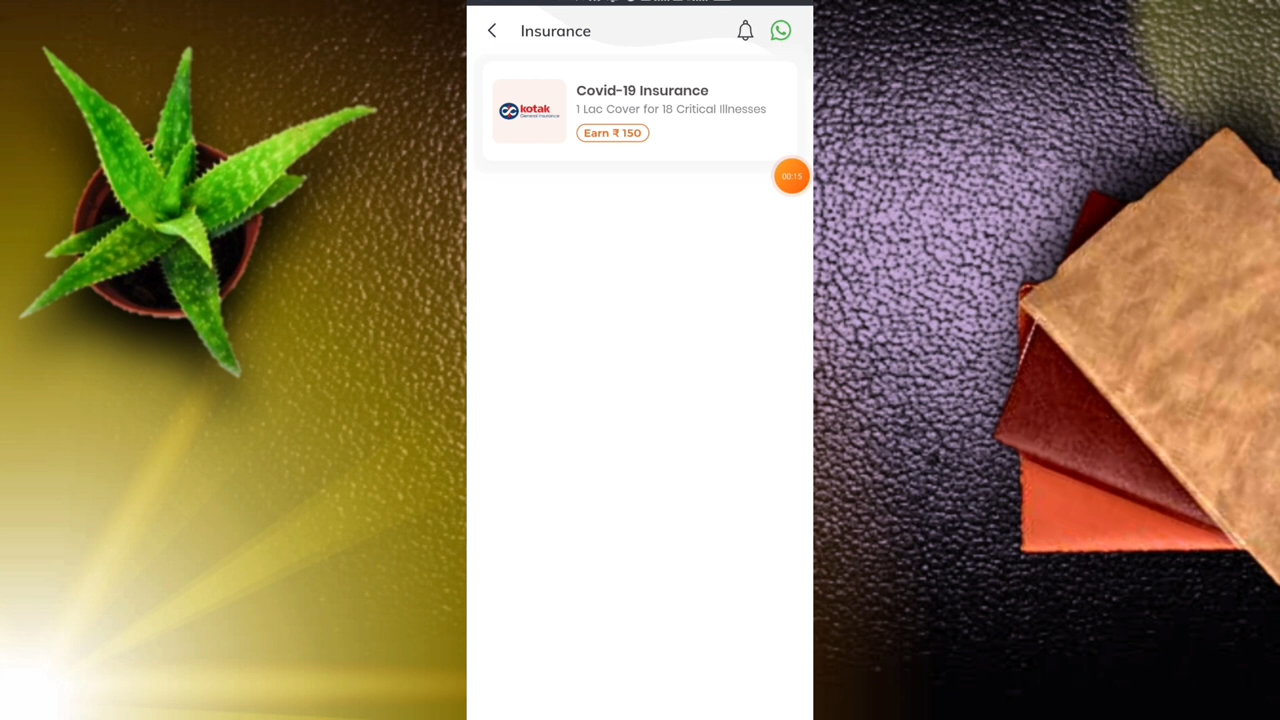 Insurance
Covid-19 Insurance
kotak
General Insurance
1 Lac Cover for 18 Critical Illnesses
Earn ₹ 150
00:15